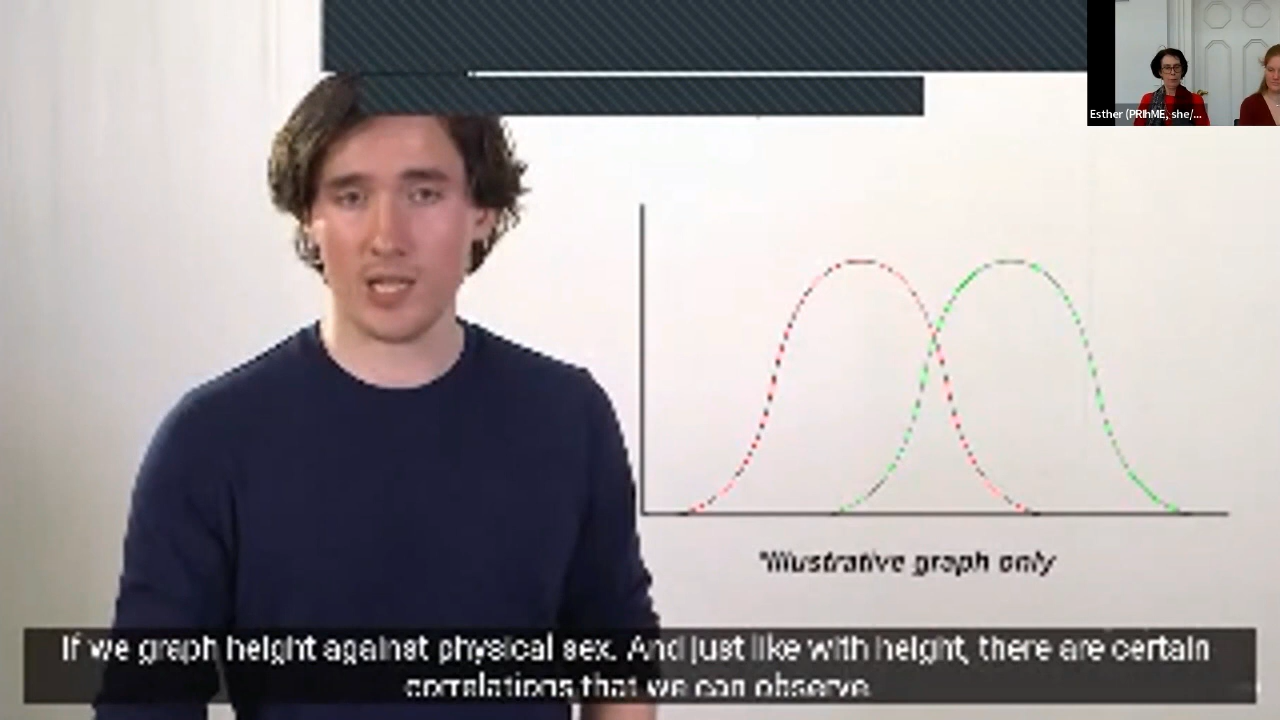 Esther (PRIhME, she/...
*Illustrative graph only
If we graph height against physical sex. And just like with height, there are certain
correlations that we can observe